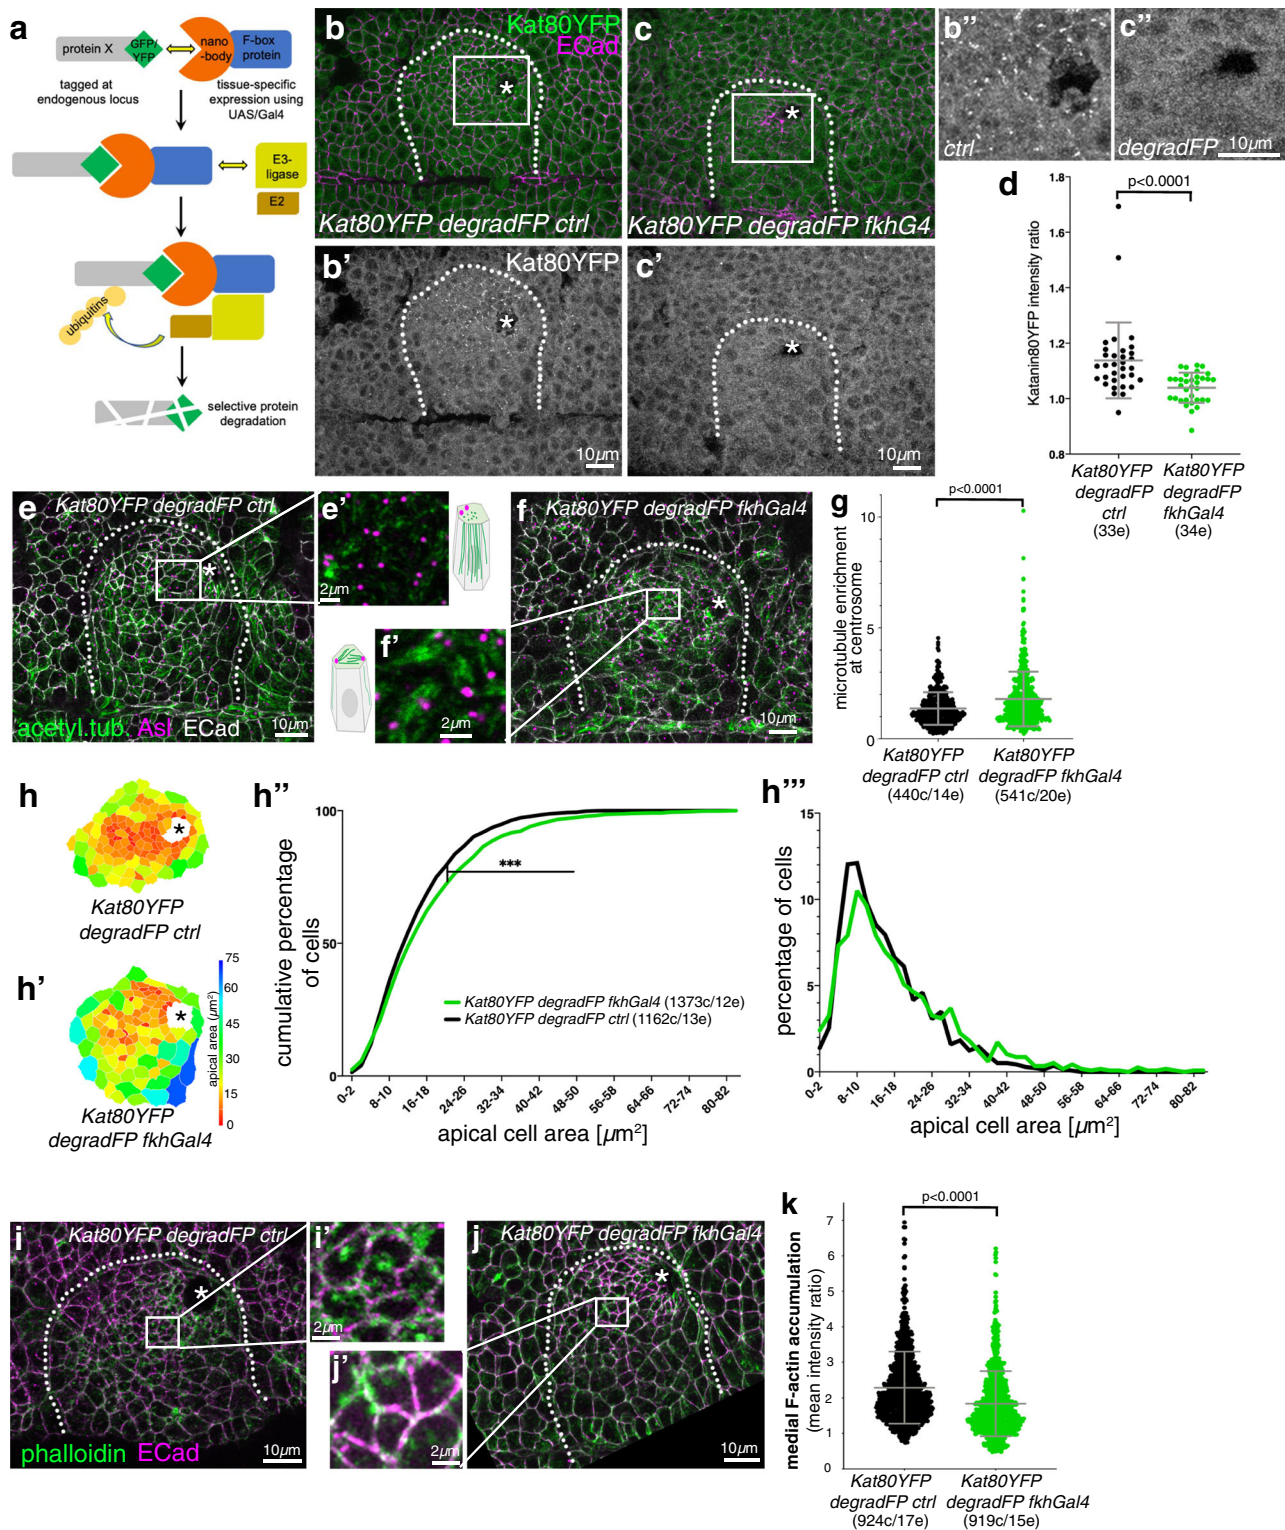 a
protein X
GFP/
YFP
nano
-body
F-box
protein
tagged at
endogenous locus
tissue-specific
expression using
UAS/Gal4
E3-
ligase
E2
ubiquitins
selective protein
degradation
b
Kat80YFP
ECad
*
Kat80YFP degradFP ctrl
c
*
Kat80YFP degradFP fkhG4
b'
Kat80YFP
*
10µm
c'
*
10µm
b''
ctrl
c''
degradFP
10µm
d
Katanin80YFP intensity ratio
1.8
1.6
1.4
1.2
1.0
0.8
p<0.0001
Kat80YFP
degradFP
ctrl
(33e)
Kat80YFP
degradFP
fkhGal4
(34e)
e
Kat80YFP degradFP ctrl
*
acetyl.tub. Asl ECad
10µm
e'
2µm
f'
2µm
f
Kat80YFP degradFP fkhGal4
*
10µm
g
microtubule enrichment
at centrosome
p<0.0001
10
5
0
Kat80YFP
degradFP ctrl
(440c/14e)
Kat80YFP
degradFP fkhGal4
(541c/20e)
h
*
Kat80YFP
degradFP ctrl
h'
*
Kat80YFP
degradFP fkhGal4
apical area (µm²)
75
60
45
30
15
0
h''
cumulative percentage
of cells
100
50
0
***
Kat80YFP degradFP fkhGal4 (1373c/12e)
Kat80YFP degradFP ctrl (1162c/13e)
0-2
8-10
16-18
24-26
32-34
40-42
48-50
56-58
64-66
72-74
80-82
apical cell area [µm²]
h'''
percentage of cells
15
10
5
0
0-2
8-10
16-18
24-26
32-34
40-42
48-50
56-58
64-66
72-74
80-82
apical cell area [µm²]
i
Kat80YFP degradFP ctrl
*
phalloidin ECad
10µm
i'
2µm
j'
2µm
j
Kat80YFP degradFP fkhGal4
*
10µm
k
medial F-actin accumulation
(mean intensity ratio)
p<0.0001
7
6
5
4
3
2
1
0
Kat80YFP
degradFP ctrl
(924c/17e)
Kat80YFP
degradFP fkhGal4
(919c/15e)